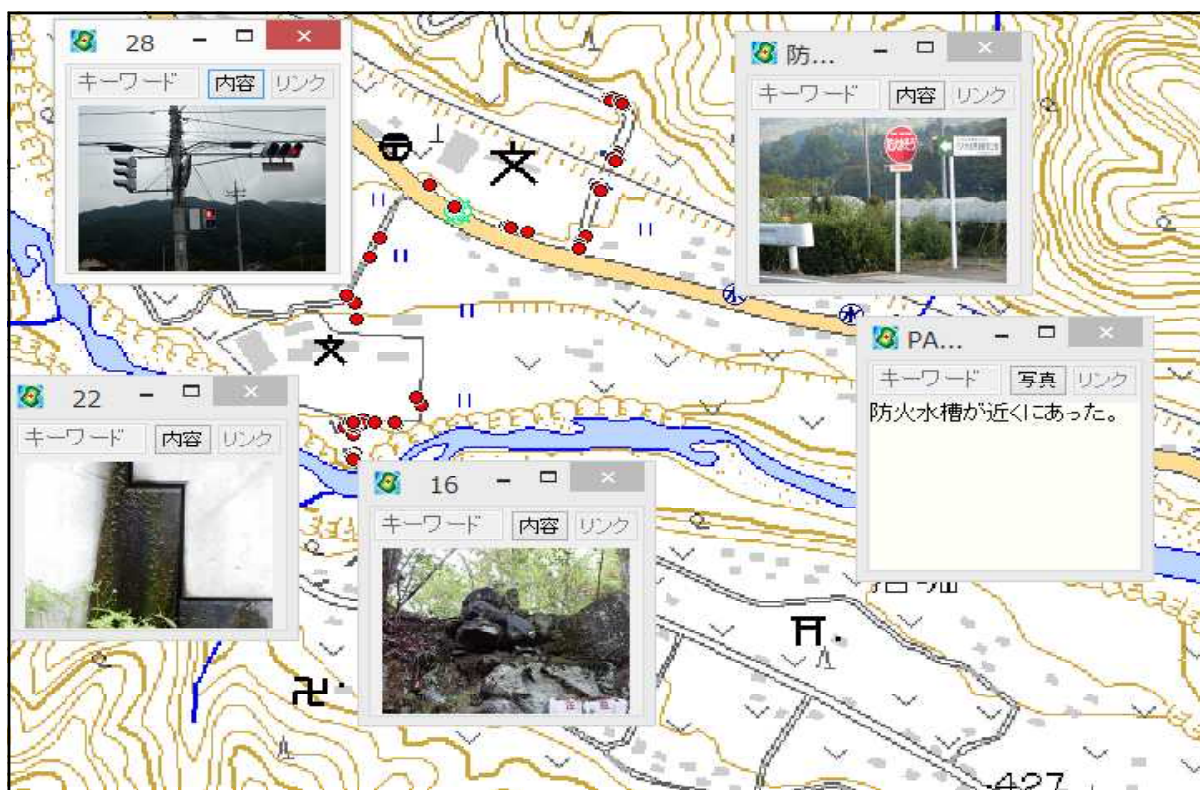 28
キーワード 内容 リンク
防...
キーワード 内容 リンク
PA...
キーワード 写真 リンク
防火水槽が近くにあった。
22
キーワード 内容 リンク
16
キーワード 内容 リンク
427